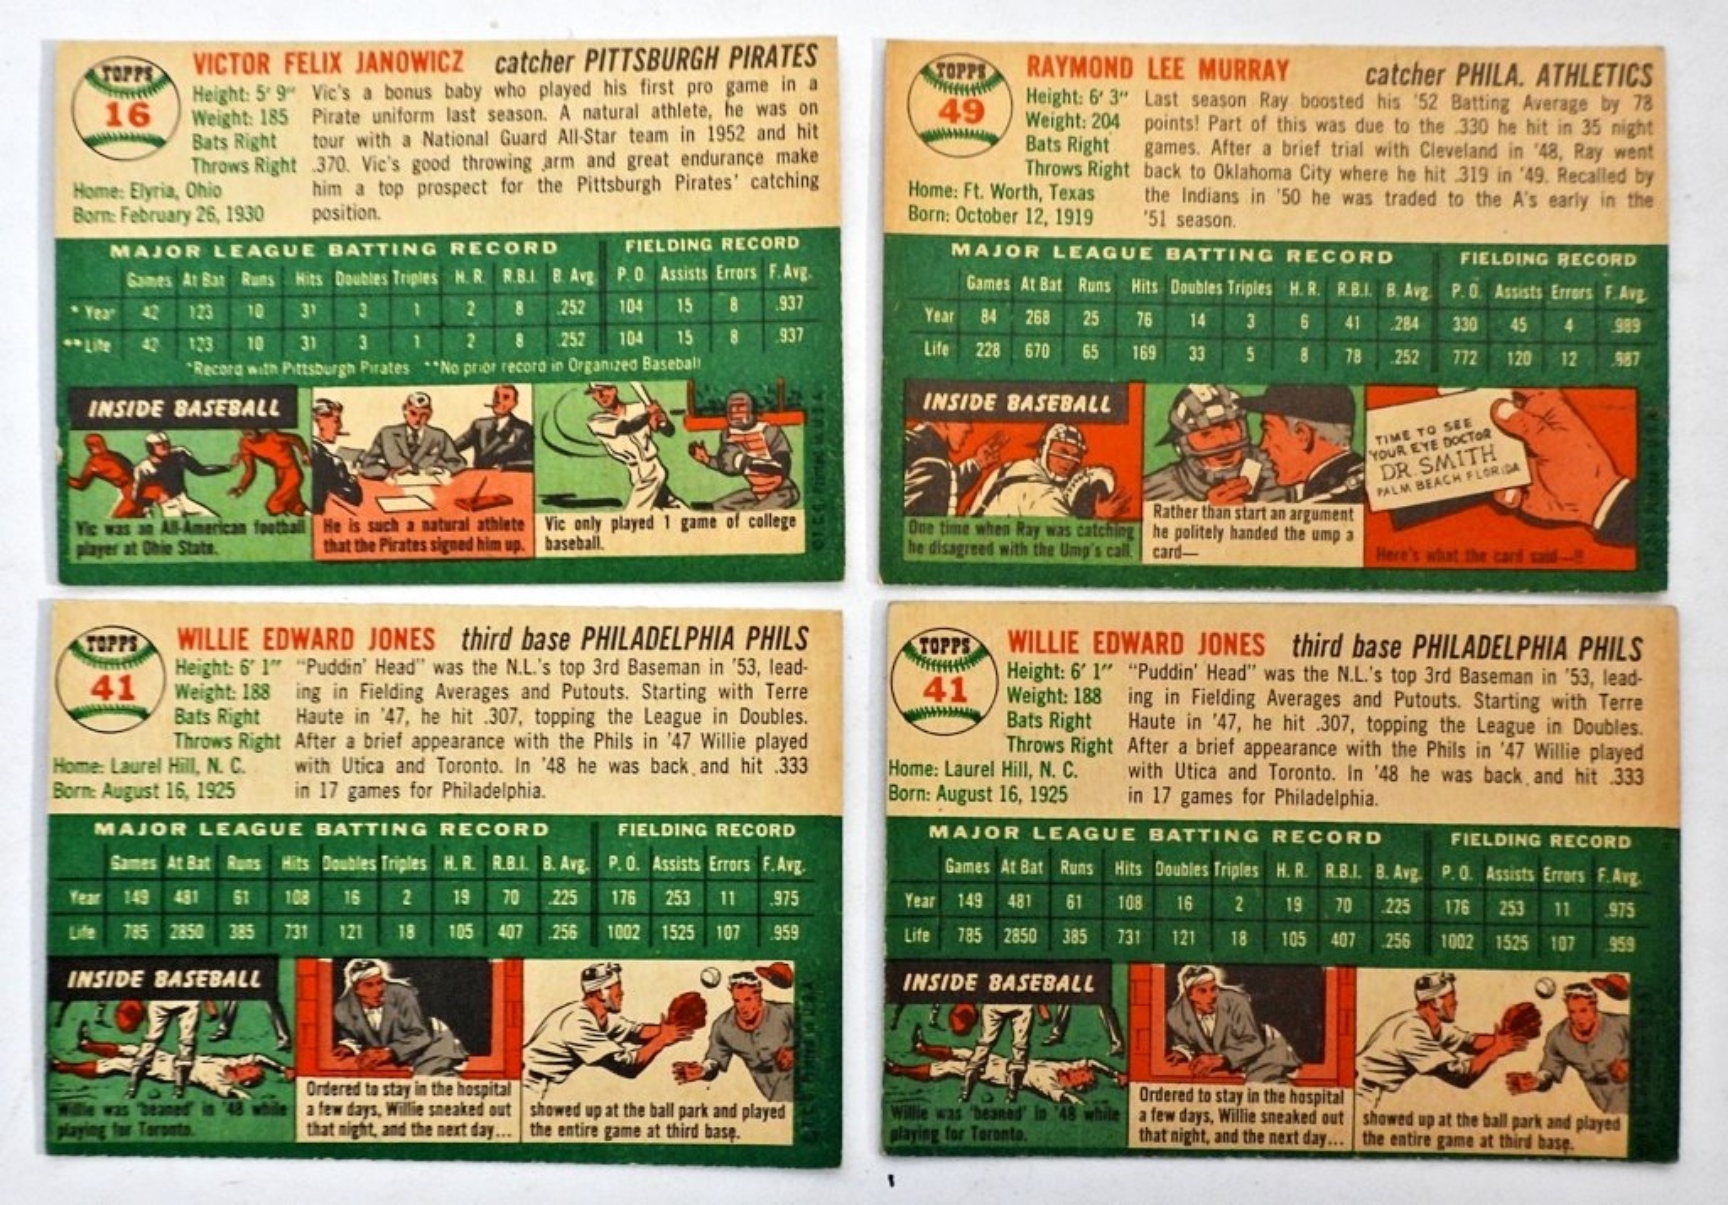 TOPPS
16
VICTOR FELIX JANOWICZ catcher PITTSBURGH PIRATES
Height: 5' 9"
Weight: 185
Bats Right
Throws Right
Home: Elyria, Ohio
Born: February 26, 1930
Vic's a bonus baby who played his first pro game in a
Pirate uniform last season. A natural athlete, he was on
tour with a National Guard All-Star team in 1952 and hit
.370. Vic's good throwing arm and great endurance make
him a top prospect for the Pittsburgh Pirates' catching
position.
MAJOR LEAGUE BATTING RECORD FIELDING RECORD
Games At Bat Runs Hits Doubles Triples H. R. R.B.I. B. Avg. P. O. Assists Errors F. Avg.
* Year 42 123 10 31 3 1 2 8 .252 104 15 8 .937
**Life 42 123 10 31 3 1 2 8 .252 104 15 8 .937
*Record with Pittsburgh Pirates **No prior record in Organized Baseball
INSIDE BASEBALL
Vic was an All-American football
player at Ohio State.
He is such a natural athlete
that the Pirates signed him up.
Vic only played 1 game of college
baseball.
TOPPS
49
RAYMOND LEE MURRAY catcher PHILA. ATHLETICS
Height: 6' 3"
Weight: 204
Bats Right
Throws Right
Home: Ft. Worth, Texas
Born: October 12, 1919
Last season Ray boosted his '52 Batting Average by 78
points! Part of this was due to the .330 he hit in 35 night
games. After a brief trial with Cleveland in '48, Ray went
back to Oklahoma City where he hit .319 in '49. Recalled by
the Indians in '50 he was traded to the A's early in the
'51 season.
MAJOR LEAGUE BATTING RECORD FIELDING RECORD
Games At Bat Runs Hits Doubles Triples H. R. R.B.I. B. Avg. P. O. Assists Errors F. Avg.
Year 84 268 25 76 14 3 6 41 .284 330 45 4 .989
Life 228 670 65 169 33 5 8 78 .252 772 120 12 .987
INSIDE BASEBALL
One time when Ray was catching
he disagreed with the Ump's call.
Rather than start an argument
he politely handed the ump a
card—
TIME TO SEE
YOUR EYE DOCTOR
DR. SMITH
PALM BEACH FLORIDA
Here's what the card said—!!
TOPPS
41
WILLIE EDWARD JONES third base PHILADELPHIA PHILS
Height: 6' 1"
Weight: 188
Bats Right
Throws Right
Home: Laurel Hill, N. C.
Born: August 16, 1925
"Puddin' Head" was the N.L.'s top 3rd Baseman in '53, lead-
ing in Fielding Averages and Putouts. Starting with Terre
Haute in '47, he hit .307, topping the League in Doubles.
After a brief appearance with the Phils in '47 Willie played
with Utica and Toronto. In '48 he was back and hit .333
in 17 games for Philadelphia.
MAJOR LEAGUE BATTING RECORD FIELDING RECORD
Games At Bat Runs Hits Doubles Triples H. R. R.B.I. B. Avg. P. O. Assists Errors F. Avg.
Year 149 481 61 108 16 2 19 70 .225 176 253 11 .975
Life 785 2850 385 731 121 18 105 407 .256 1002 1525 107 .959
INSIDE BASEBALL
Willie was 'beaned' in '48 while
playing for Toronto.
Ordered to stay in the hospital
a few days, Willie sneaked out
that night, and the next day...
showed up at the ball park and played
the entire game at third base.
TOPPS
41
WILLIE EDWARD JONES third base PHILADELPHIA PHILS
Height: 6' 1"
Weight: 188
Bats Right
Throws Right
Home: Laurel Hill, N. C.
Born: August 16, 1925
"Puddin' Head" was the N.L.'s top 3rd Baseman in '53, lead-
ing in Fielding Averages and Putouts. Starting with Terre
Haute in '47, he hit .307, topping the League in Doubles.
After a brief appearance with the Phils in '47 Willie played
with Utica and Toronto. In '48 he was back and hit .333
in 17 games for Philadelphia.
MAJOR LEAGUE BATTING RECORD FIELDING RECORD
Games At Bat Runs Hits Doubles Triples H. R. R.B.I. B. Avg. P. O. Assists Errors F. Avg.
Year 149 481 61 108 16 2 19 70 .225 176 253 11 .975
Life 785 2850 385 731 121 18 105 407 .256 1002 1525 107 .959
INSIDE BASEBALL
Willie was 'beaned' in '48 while
playing for Toronto.
Ordered to stay in the hospital
a few days, Willie sneaked out
that night, and the next day...
showed up at the ball park and played
the entire game at third base.